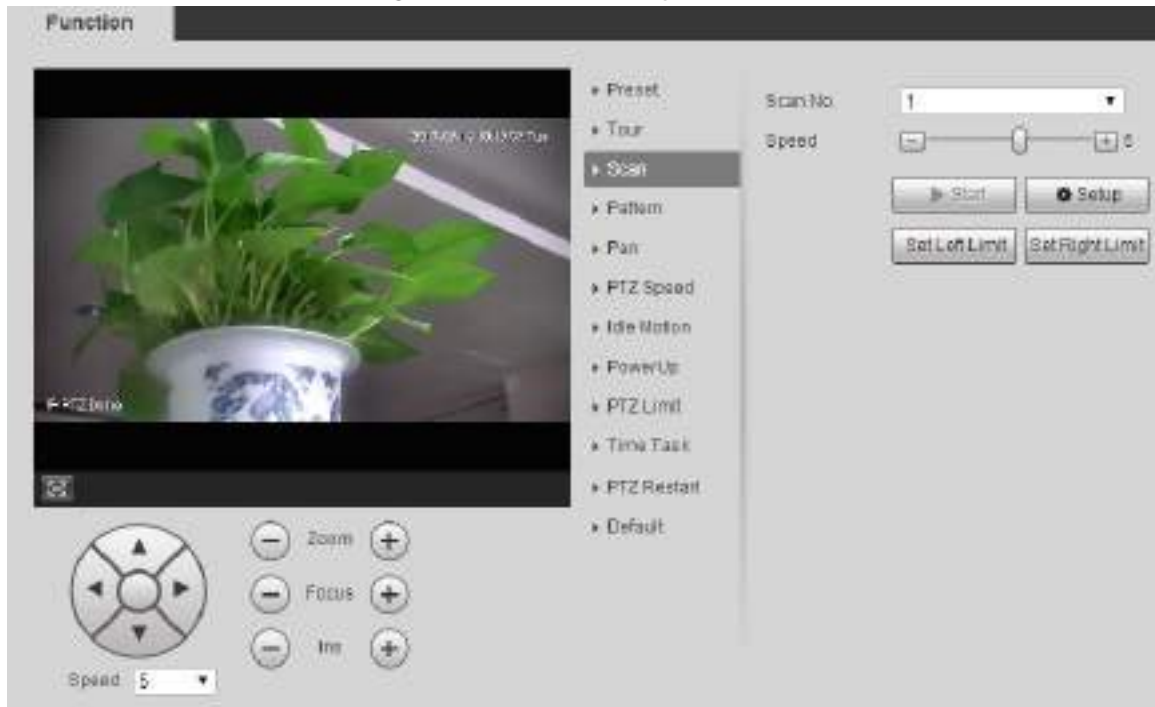 Function
Preset
Tour
Scan
Pattern
Pan
PTZ Speed
Idle Motion
PowerUp
PTZ Limit
Time Task
PTZ Restart
Default
Scan No
1
Speed
Start
Setup
Set Left Limit
Set Right Limit
Zoom
Focus
Iris
Speed
5